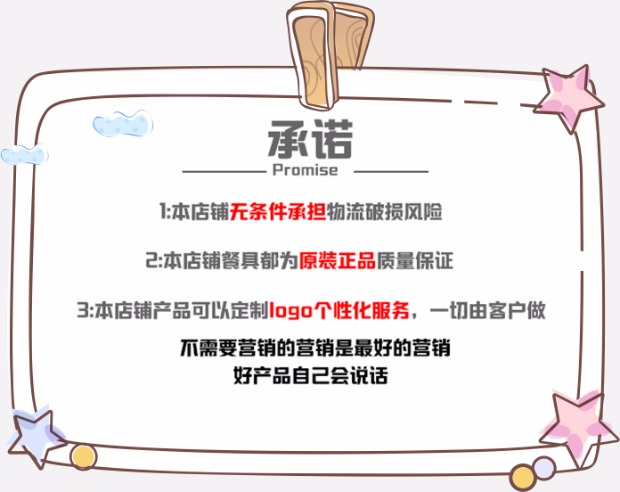 承诺
Promise
1:本店铺无条件承担物流破损风险
2:本店铺餐具都为原装正品质量保证
3:本店铺产品可以定制logo个性化服务，一切由客户做
不需要营销的营销是最好的营销
好产品自己会说话